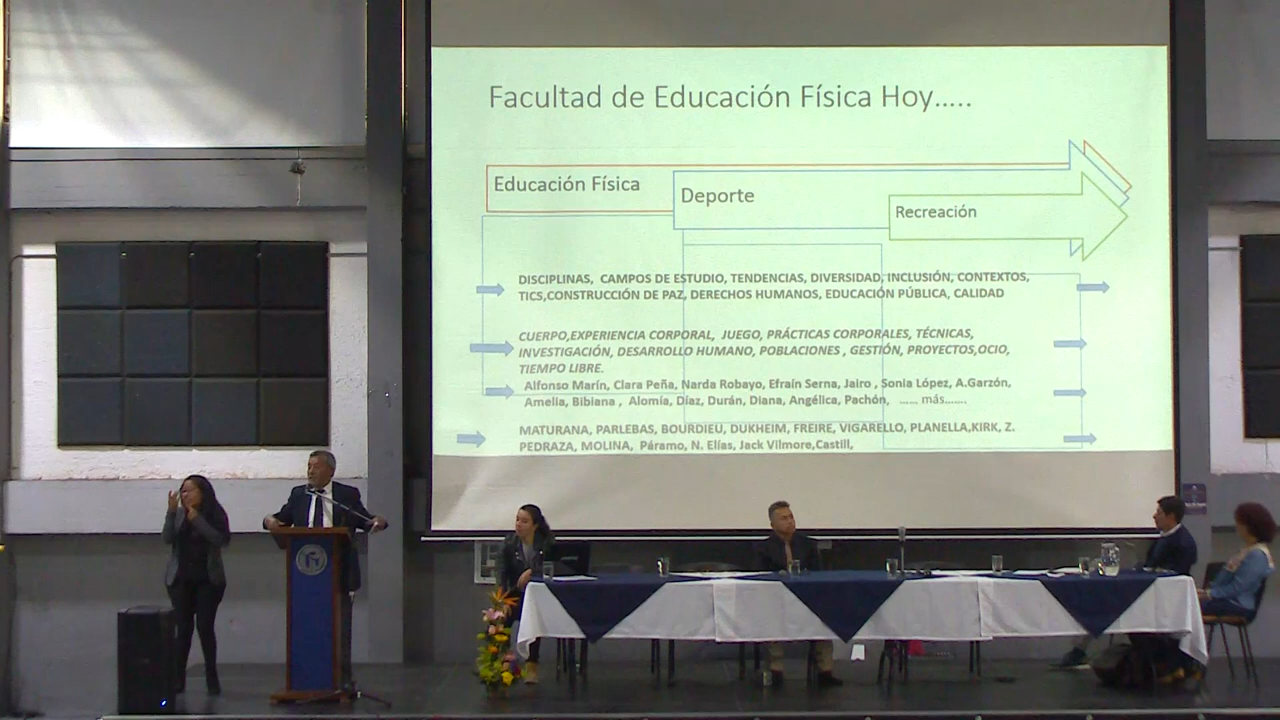 Facultad de Educación Física Hoy.....
Educación Física
Deporte
Recreación
DISCIPLINAS, CAMPOS DE ESTUDIO, TENDENCIAS, DIVERSIDAD, INCLUSIÓN, CONTEXTOS,
TICS,CONSTRUCCIÓN DE PAZ, DERECHOS HUMANOS, EDUCACIÓN PÚBLICA, CALIDAD
CUERPO,EXPERIENCIA CORPORAL, JUEGO, PRÁCTICAS CORPORALES, TÉCNICAS,
INVESTIGACIÓN, DESARROLLO HUMANO, POBLACIONES , GESTIÓN, PROYECTOS,OCIO,
TIEMPO LIBRE.
Alfonso Marín, Clara Peña, Narda Robayo, Efraín Serna, Jairo , Sonia López, A.Garzón,
Amelia, Bibiana , Alomía, Díaz, Durán, Diana, Angélica, Pachón, ...... más.......
MATURANA, PARLEBAS, BOURDIEU, DUKHEIM, FREIRE, VIGARELLO, PLANELLA,KIRK, Z.
PEDRAZA, MOLINA, Páramo, N. Elías, Jack Vilmore,Castill,